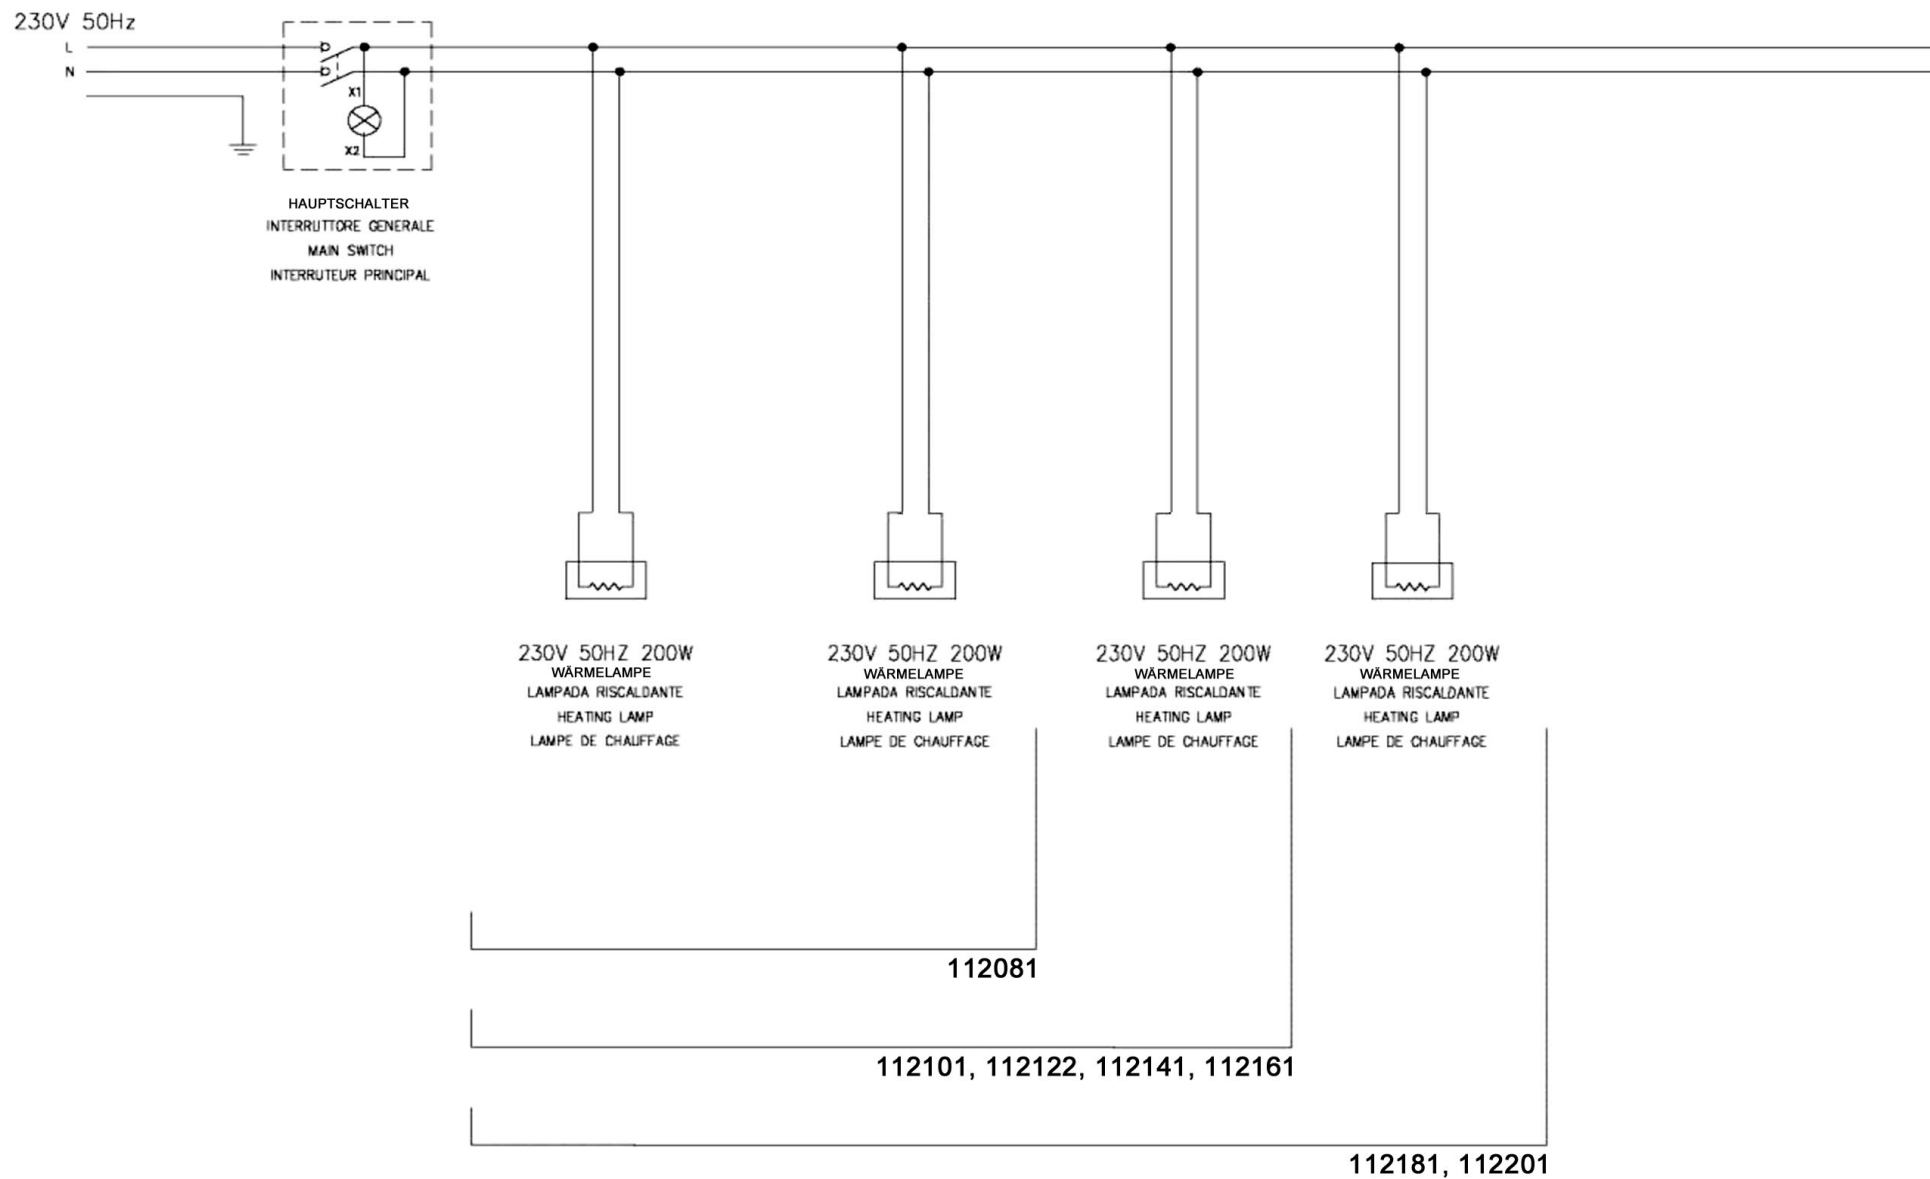 230V 50Hz
L
N
X1
X2
HAUPTSCHALTER
INTERRUTTORE GENERALE
MAIN SWITCH
INTERRUTEUR PRINCIPAL
230V 50HZ 200W
WÄRMELAMPE
LAMPADA RISCALDANTE
HEATING LAMP
LAMPE DE CHAUFFAGE
230V 50HZ 200W
WÄRMELAMPE
LAMPADA RISCALDANTE
HEATING LAMP
LAMPE DE CHAUFFAGE
230V 50HZ 200W
WÄRMELAMPE
LAMPADA RISCALDANTE
HEATING LAMP
LAMPE DE CHAUFFAGE
230V 50HZ 200W
WÄRMELAMPE
LAMPADA RISCALDANTE
HEATING LAMP
LAMPE DE CHAUFFAGE
112081
112101, 112122, 112141, 112161
112181, 112201